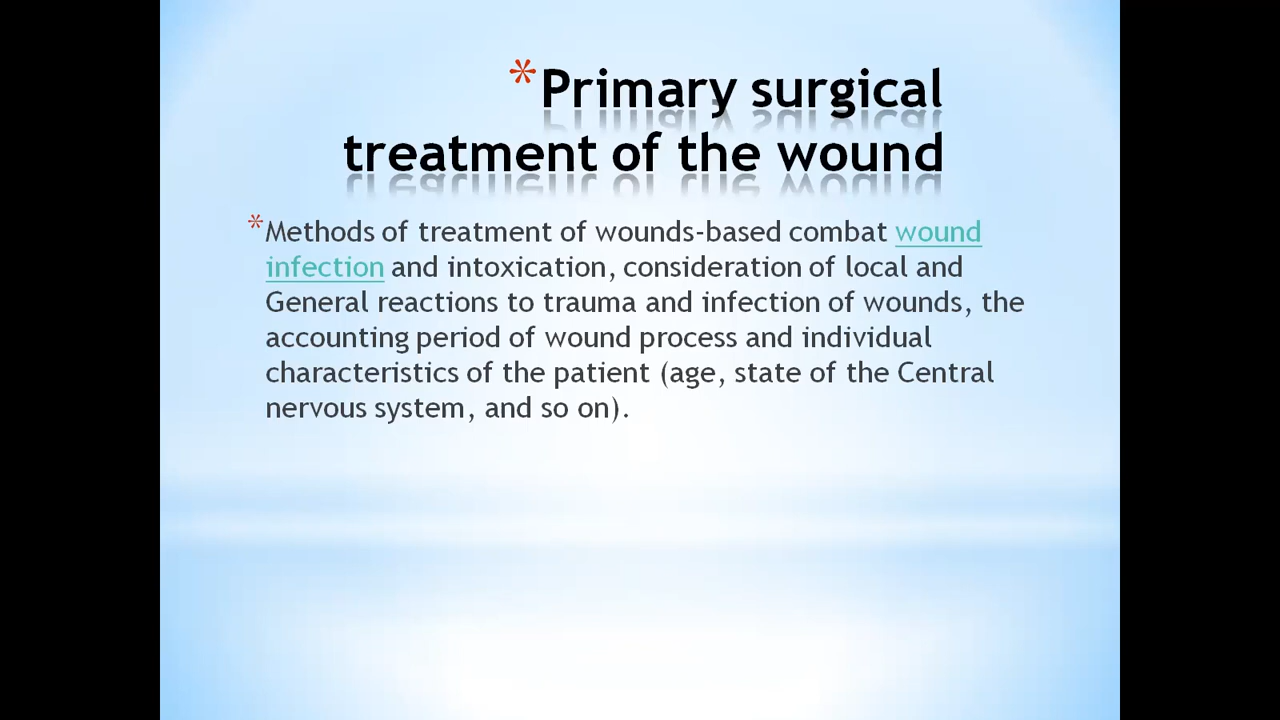 *Primary surgical
treatment of the wound
*Methods of treatment of wounds-based combat wound
infection and intoxication, consideration of local and
General reactions to trauma and infection of wounds, the
accounting period of wound process and individual
characteristics of the patient (age, state of the Central
nervous system, and so on).